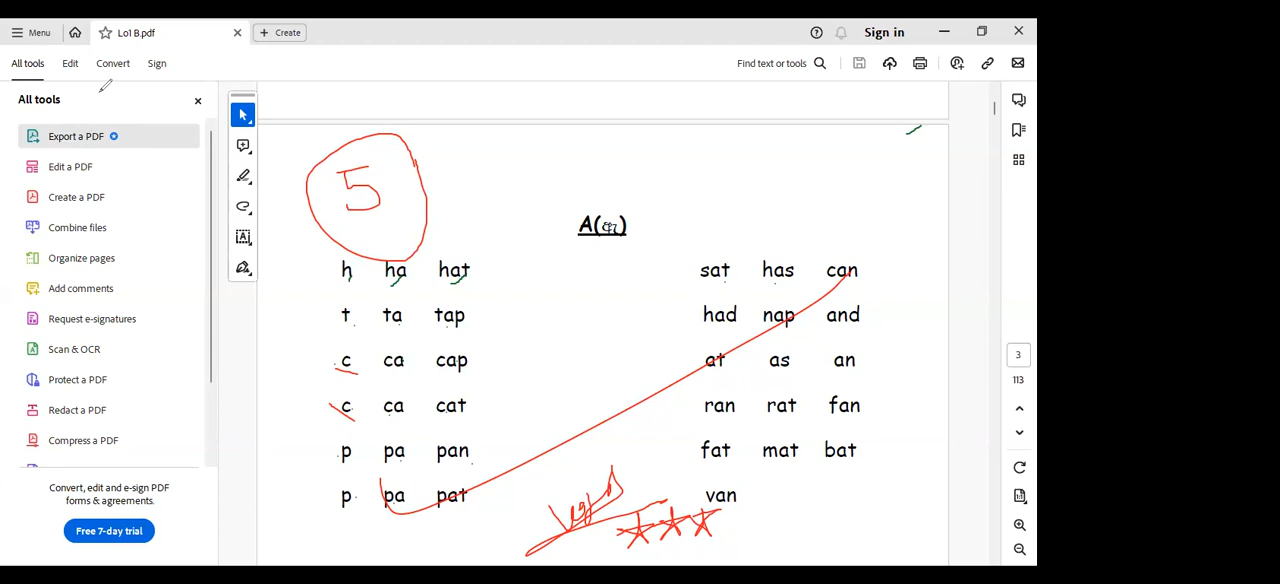 Menu
Lo1 B.pdf
Create
Sign in
All tools
Edit
Convert
Sign
Find text or tools
All tools
Export a PDF
Edit a PDF
Create a PDF
Combine files
Organize pages
Add comments
Request e-signatures
Scan & OCR
Protect a PDF
Redact a PDF
Compress a PDF
Convert, edit and e-sign PDF
forms & agreements.
Free 7-day trial
5
A(ඇ)
h ha hat
t ta tap
c ca cap
c ca cat
p pa pan
p pa pat
sat has can
had nap and
at as an
ran rat fan
fat mat bat
van
3
113